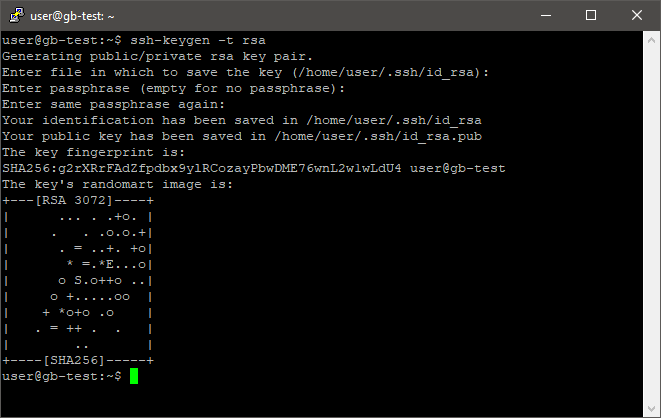 user@gb-test: ~
user@gb-test:~$ ssh-keygen -t rsa
Generating public/private rsa key pair.
Enter file in which to save the key (/home/user/.ssh/id_rsa):
Enter passphrase (empty for no passphrase):
Enter same passphrase again:
Your identification has been saved in /home/user/.ssh/id_rsa
Your public key has been saved in /home/user/.ssh/id_rsa.pub
The key fingerprint is:
SHA256:g2rXRrFAdZfpdbx9ylRCozayPbwDME76wnL2wlwLdU4 user@gb-test
The key's randomart image is:
+---[RSA 3072]----+
|      ... . .+o. |
|     .   . .o.o.+|
|      . = ..+. +o|
|       * =.*E...o|
|      o S.o++o ..|
|     o +.....oo  |
|    + *o+o .o    |
|   . = ++ .  .   |
|        ..       |
+----[SHA256]-----+
user@gb-test:~$